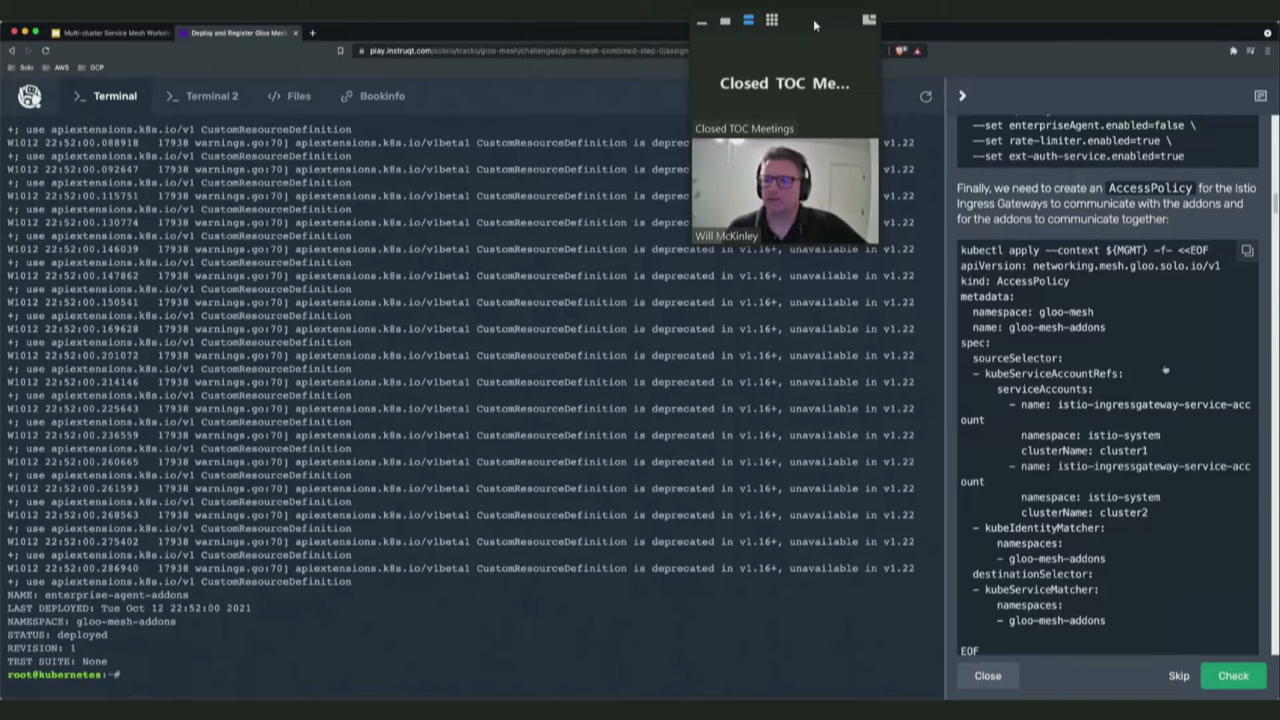 Multi-cluster Service Mesh Worksh
Deploy and Register Gloo Mesh
play.instruqt.com/soloio/tracks/gloo-mesh/challenges/gloo-mesh-combined-step-0/assign
Solo
AWS
GCP
Closed TOC Me...
Closed TOC Meetings
Will McKinley
>_ Terminal
>_ Terminal 2
</> Files
Bookinfo
+; use apiextensions.k8s.io/v1 CustomResourceDefinition
W1012 22:52:00.088918 17938 warnings.go:70] apiextensions.k8s.io/v1beta1 CustomResourceDefinition is deprec
v1.22
+; use apiextensions.k8s.io/v1 CustomResourceDefinition
W1012 22:52:00.092647 17938 warnings.go:70] apiextensions.k8s.io/v1beta1 CustomResourceDefinition is deprec
v1.22
+; use apiextensions.k8s.io/v1 CustomResourceDefinition
W1012 22:52:00.115751 17938 warnings.go:70] apiextensions.k8s.io/v1beta1 CustomResourceDefinition is deprec
v1.22
+; use apiextensions.k8s.io/v1 CustomResourceDefinition
W1012 22:52:00.130774 17938 warnings.go:70] apiextensions.k8s.io/v1beta1 CustomResourceDefinition is deprec
v1.22
+; use apiextensions.k8s.io/v1 CustomResourceDefinition
W1012 22:52:00.146039 17938 warnings.go:70] apiextensions.k8s.io/v1beta1 CustomResourceDefinition is deprecated in v1.16+, unavailable in v1.22
+; use apiextensions.k8s.io/v1 CustomResourceDefinition
W1012 22:52:00.147862 17938 warnings.go:70] apiextensions.k8s.io/v1beta1 CustomResourceDefinition is deprecated in v1.16+, unavailable in v1.22
+; use apiextensions.k8s.io/v1 CustomResourceDefinition
W1012 22:52:00.150541 17938 warnings.go:70] apiextensions.k8s.io/v1beta1 CustomResourceDefinition is deprecated in v1.16+, unavailable in v1.22
+; use apiextensions.k8s.io/v1 CustomResourceDefinition
W1012 22:52:00.169628 17938 warnings.go:70] apiextensions.k8s.io/v1beta1 CustomResourceDefinition is deprecated in v1.16+, unavailable in v1.22
+; use apiextensions.k8s.io/v1 CustomResourceDefinition
W1012 22:52:00.201072 17938 warnings.go:70] apiextensions.k8s.io/v1beta1 CustomResourceDefinition is deprecated in v1.16+, unavailable in v1.22
+; use apiextensions.k8s.io/v1 CustomResourceDefinition
W1012 22:52:00.214146 17938 warnings.go:70] apiextensions.k8s.io/v1beta1 CustomResourceDefinition is deprecated in v1.16+, unavailable in v1.22
+; use apiextensions.k8s.io/v1 CustomResourceDefinition
W1012 22:52:00.225643 17938 warnings.go:70] apiextensions.k8s.io/v1beta1 CustomResourceDefinition is deprecated in v1.16+, unavailable in v1.22
+; use apiextensions.k8s.io/v1 CustomResourceDefinition
W1012 22:52:00.236559 17938 warnings.go:70] apiextensions.k8s.io/v1beta1 CustomResourceDefinition is deprecated in v1.16+, unavailable in v1.22
+; use apiextensions.k8s.io/v1 CustomResourceDefinition
W1012 22:52:00.260665 17938 warnings.go:70] apiextensions.k8s.io/v1beta1 CustomResourceDefinition is deprecated in v1.16+, unavailable in v1.22
+; use apiextensions.k8s.io/v1 CustomResourceDefinition
W1012 22:52:00.261593 17938 warnings.go:70] apiextensions.k8s.io/v1beta1 CustomResourceDefinition is deprecated in v1.16+, unavailable in v1.22
+; use apiextensions.k8s.io/v1 CustomResourceDefinition
W1012 22:52:00.268563 17938 warnings.go:70] apiextensions.k8s.io/v1beta1 CustomResourceDefinition is deprecated in v1.16+, unavailable in v1.22
+; use apiextensions.k8s.io/v1 CustomResourceDefinition
W1012 22:52:00.275402 17938 warnings.go:70] apiextensions.k8s.io/v1beta1 CustomResourceDefinition is deprecated in v1.16+, unavailable in v1.22
+; use apiextensions.k8s.io/v1 CustomResourceDefinition
W1012 22:52:00.286940 17938 warnings.go:70] apiextensions.k8s.io/v1beta1 CustomResourceDefinition is deprecated in v1.16+, unavailable in v1.22
+; use apiextensions.k8s.io/v1 CustomResourceDefinition
NAME: enterprise-agent-addons
LAST DEPLOYED: Tue Oct 12 22:52:00 2021
NAMESPACE: gloo-mesh-addons
STATUS: deployed
REVISION: 1
TEST SUITE: None
root@kubernetes:~#
--set enterpriseAgent.enabled=false \
--set rate-limiter.enabled=true \
--set ext-auth-service.enabled=true
Finally, we need to create an AccessPolicy for the Istio
Ingress Gateways to communicate with the addons and
for the addons to communicate together:
kubectl apply --context ${MGMT} -f- <<EOF
apiVersion: networking.mesh.gloo.solo.io/v1
kind: AccessPolicy
metadata:
namespace: gloo-mesh
name: gloo-mesh-addons
spec:
sourceSelector:
- kubeServiceAccountRefs:
serviceAccounts:
- name: istio-ingressgateway-service-acc
ount
namespace: istio-system
clusterName: cluster1
- name: istio-ingressgateway-service-acc
ount
namespace: istio-system
clusterName: cluster2
- kubeIdentityMatcher:
namespaces:
- gloo-mesh-addons
destinationSelector:
- kubeServiceMatcher:
namespaces:
- gloo-mesh-addons
EOF
Close
Skip
Check